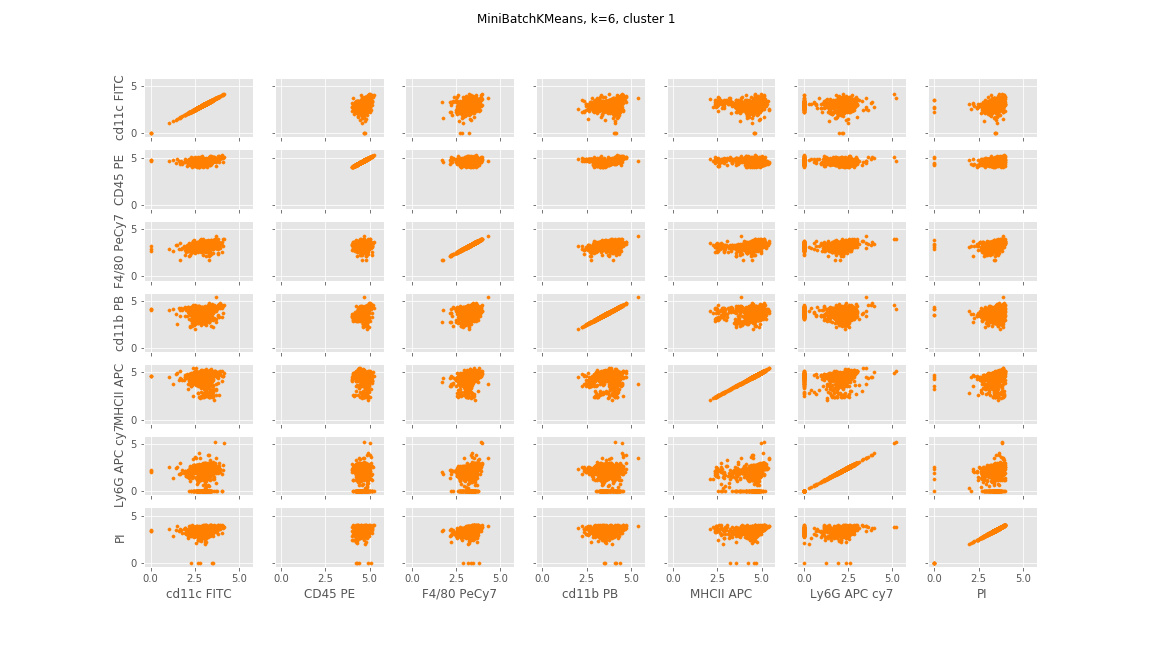 MiniBatchKMeans, k=6, cluster 1
cd11c FITC
5
0
CD45 PE
5
0
F4/80 PeCy7
5
0
cd11b PB
5
0
MHCII APC
5
0
Ly6G APC cy7
5
0
PI
5
0
0.0 2.5 5.0 0.0 2.5 5.0 0.0 2.5 5.0 0.0 2.5 5.0 0.0 2.5 5.0 0.0 2.5 5.0 0.0 2.5 5.0
cd11c FITC CD45 PE F4/80 PeCy7 cd11b PB MHCII APC Ly6G APC cy7 PI